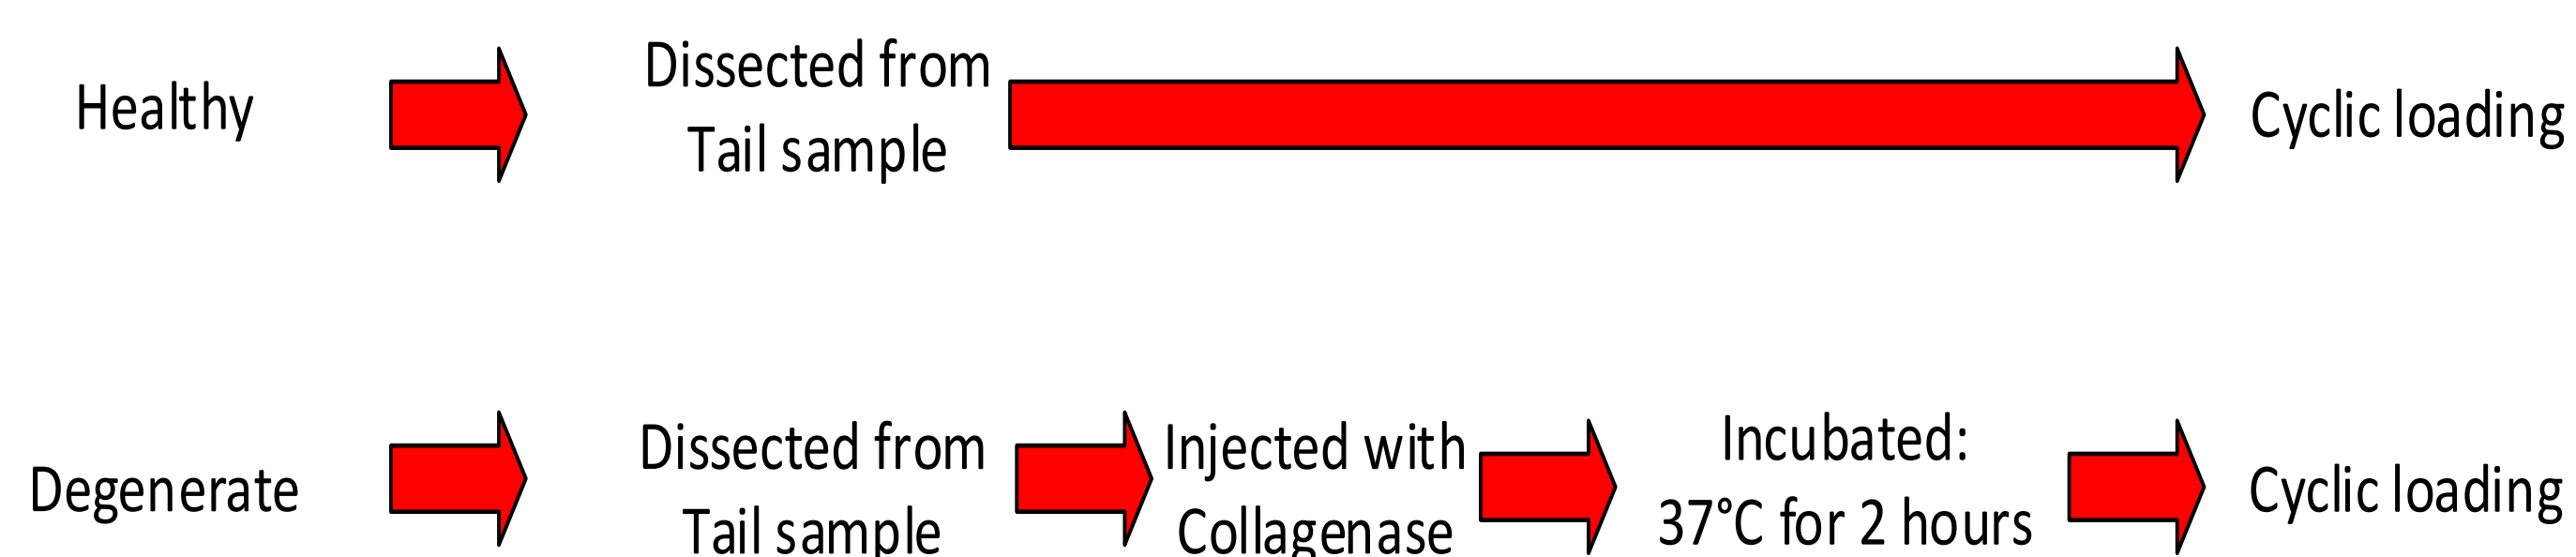 Healthy
Dissected from
Tail sample
Cyclic loading
Degenerate
Dissected from
Tail sample
Injected with
Collagenase
Incubated:
37°C for 2 hours
Cyclic loading